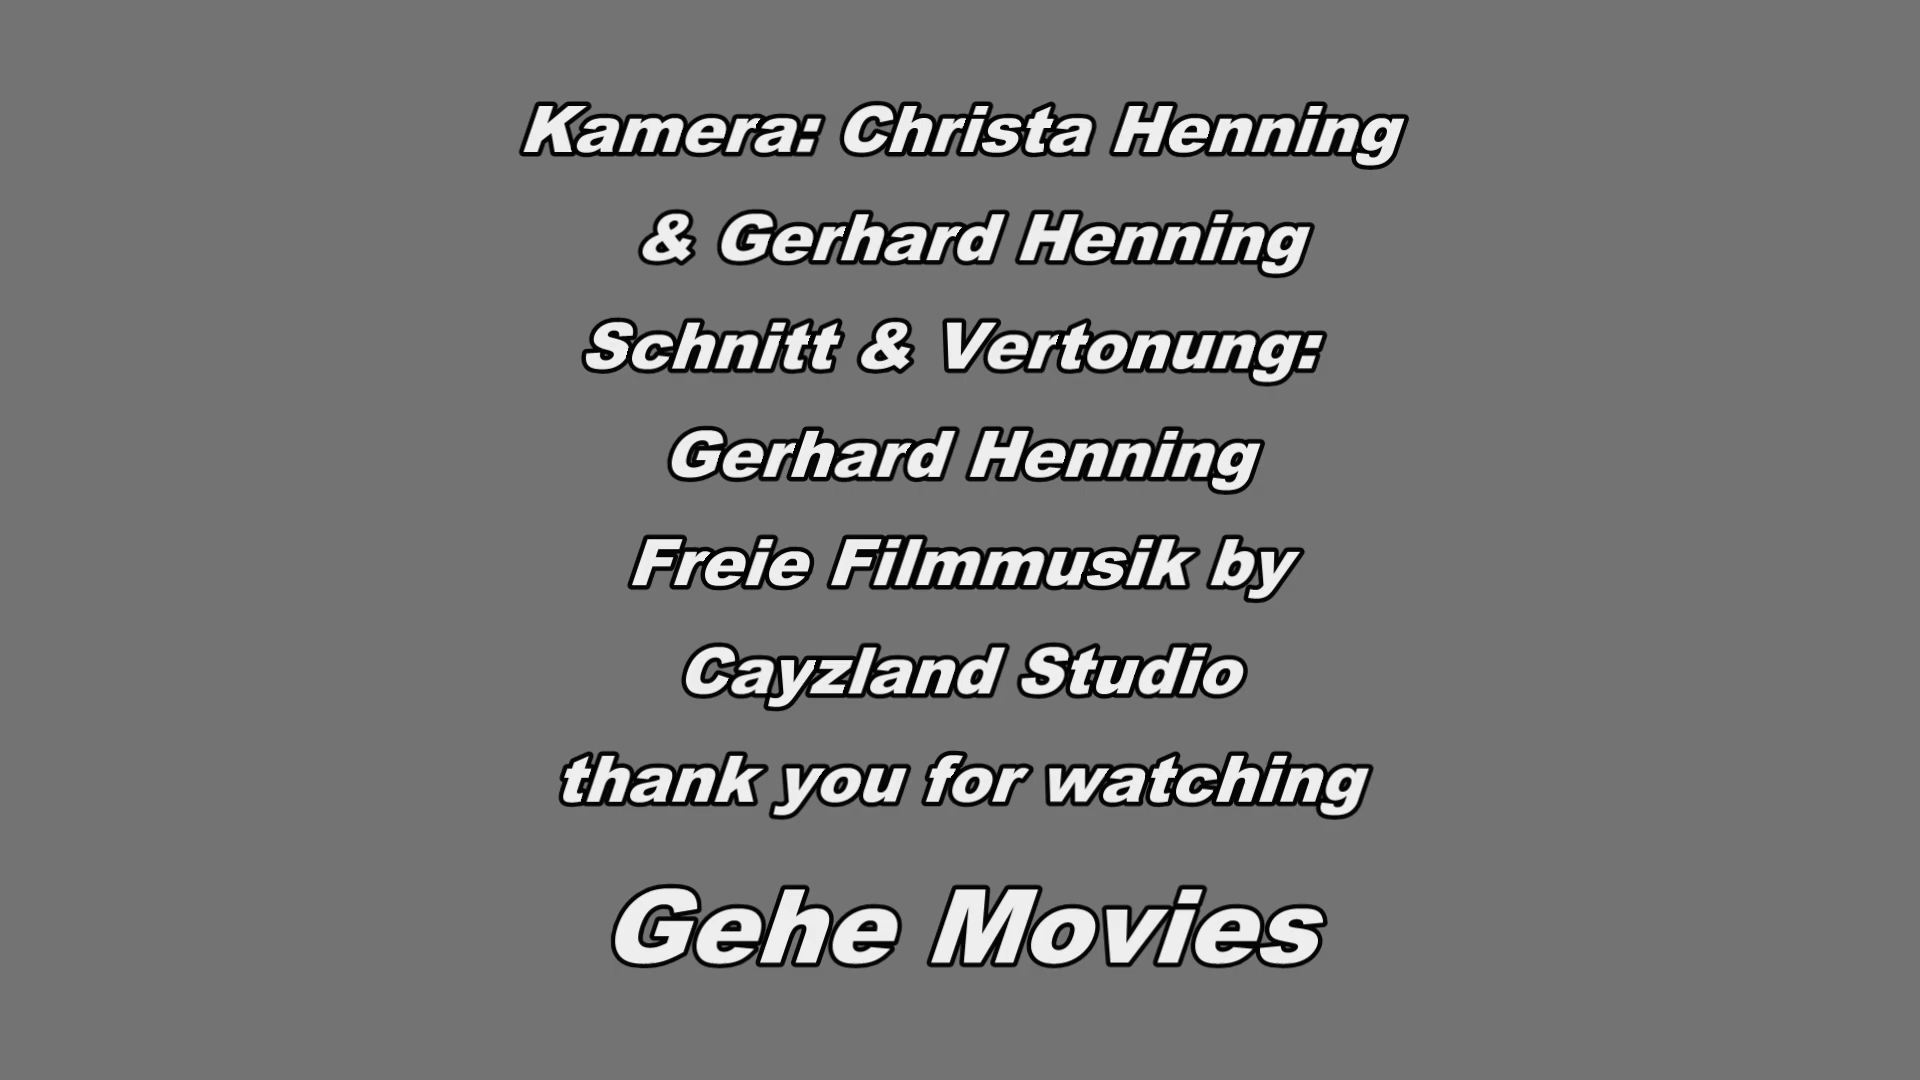 Kamera: Christa Henning
& Gerhard Henning
Schnitt & Vertonung:
Gerhard Henning
Freie Filmmusik by
Cayzland Studio
thank you for watching
Gehe Movies